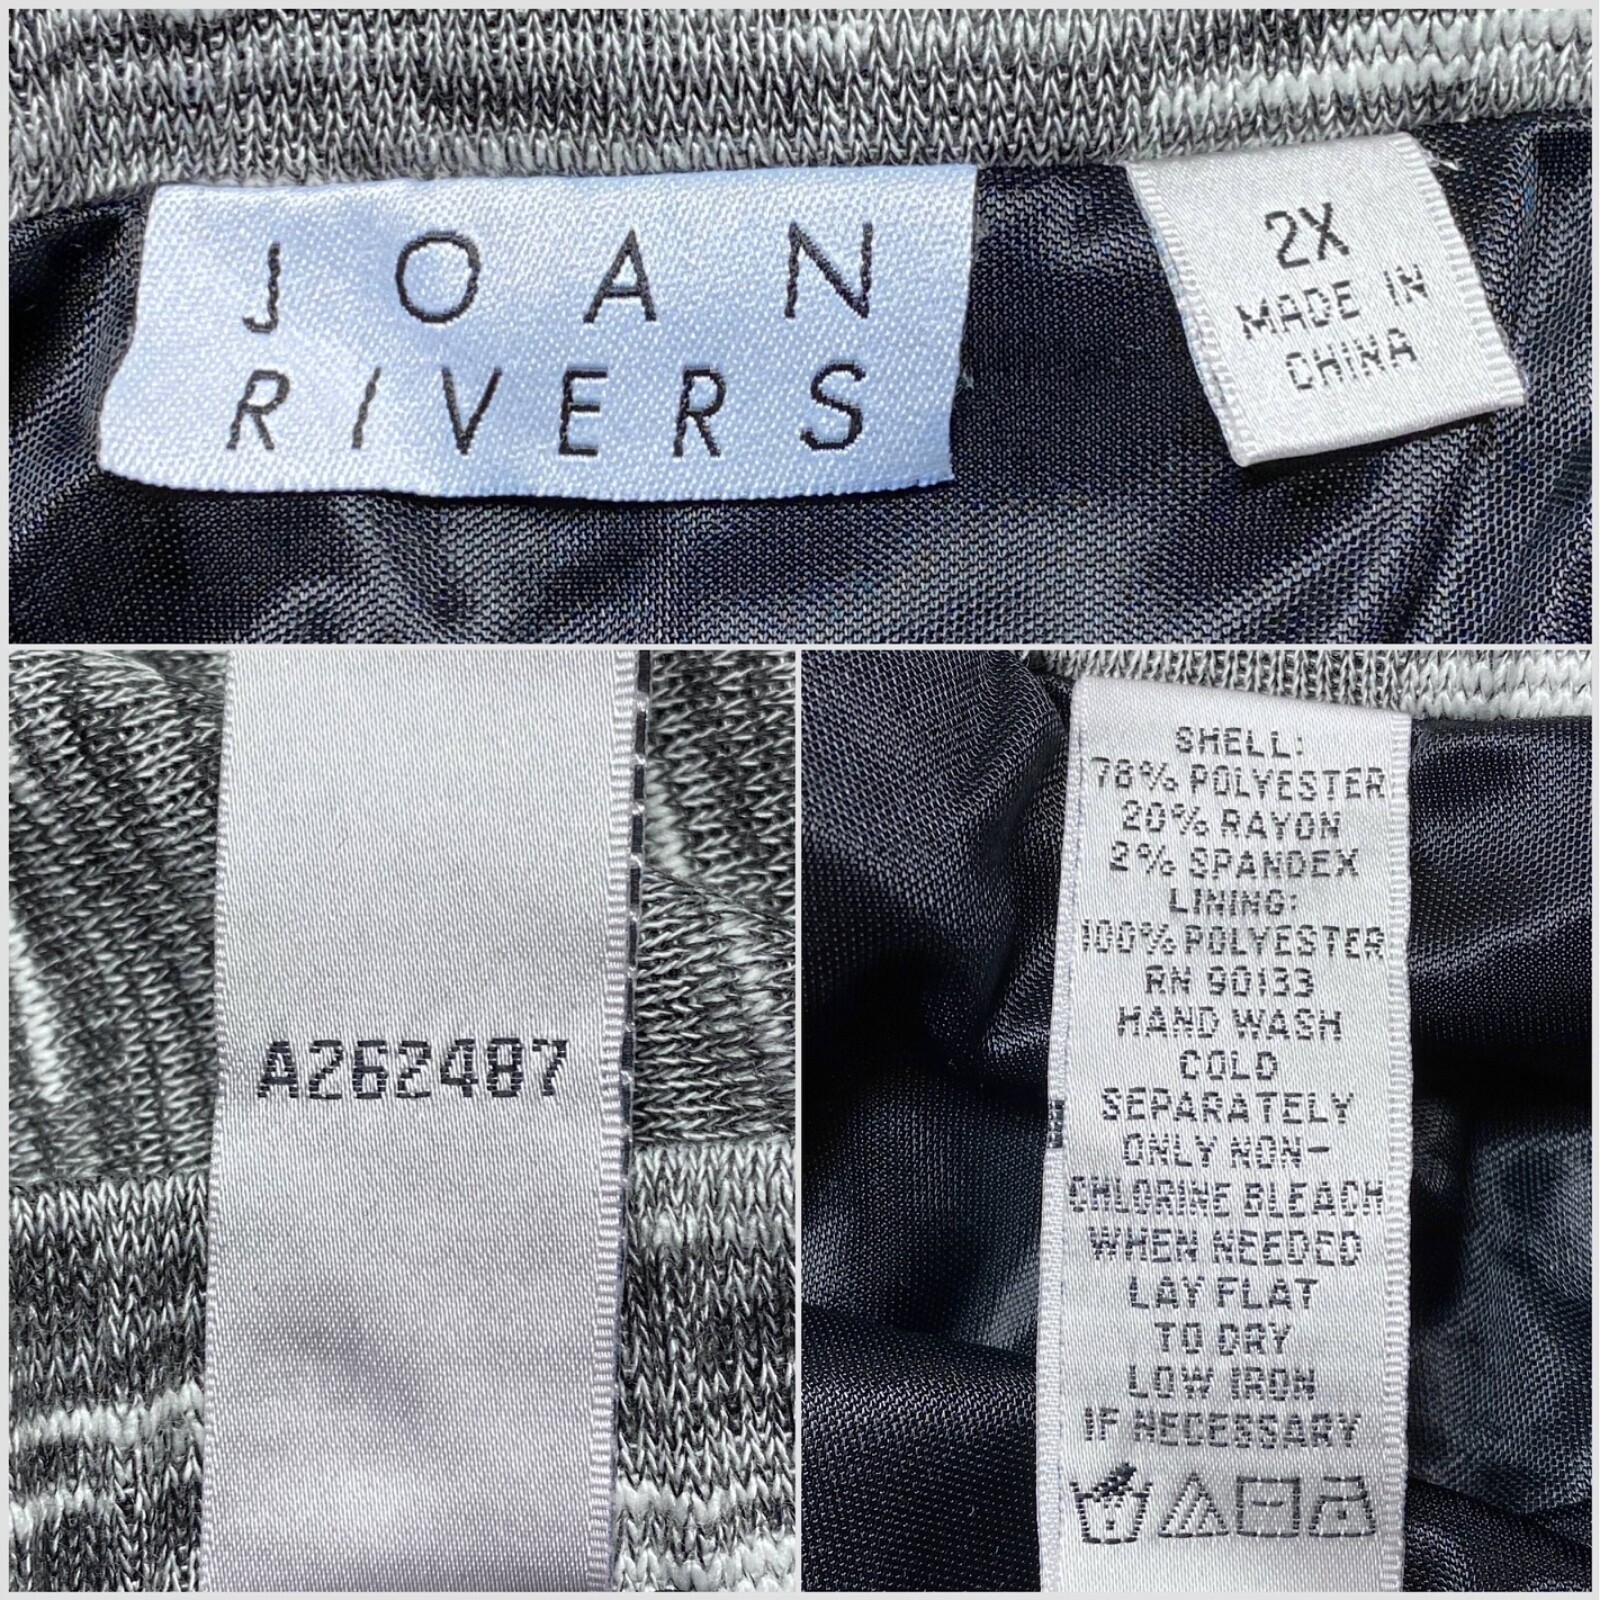 JOAN
RIVERS
2X
MADE IN
CHINA
A262487
SHELL:
78% POLYESTER
20% RAYON
2% SPANDEX
LINING:
100% POLYESTER
RN 90133
HAND WASH
COLD
SEPARATELY
ONLY NON-
CHLORINE BLEACH
WHEN NEEDED
LAY FLAT
TO DRY
LOW IRON
IF NECESSARY